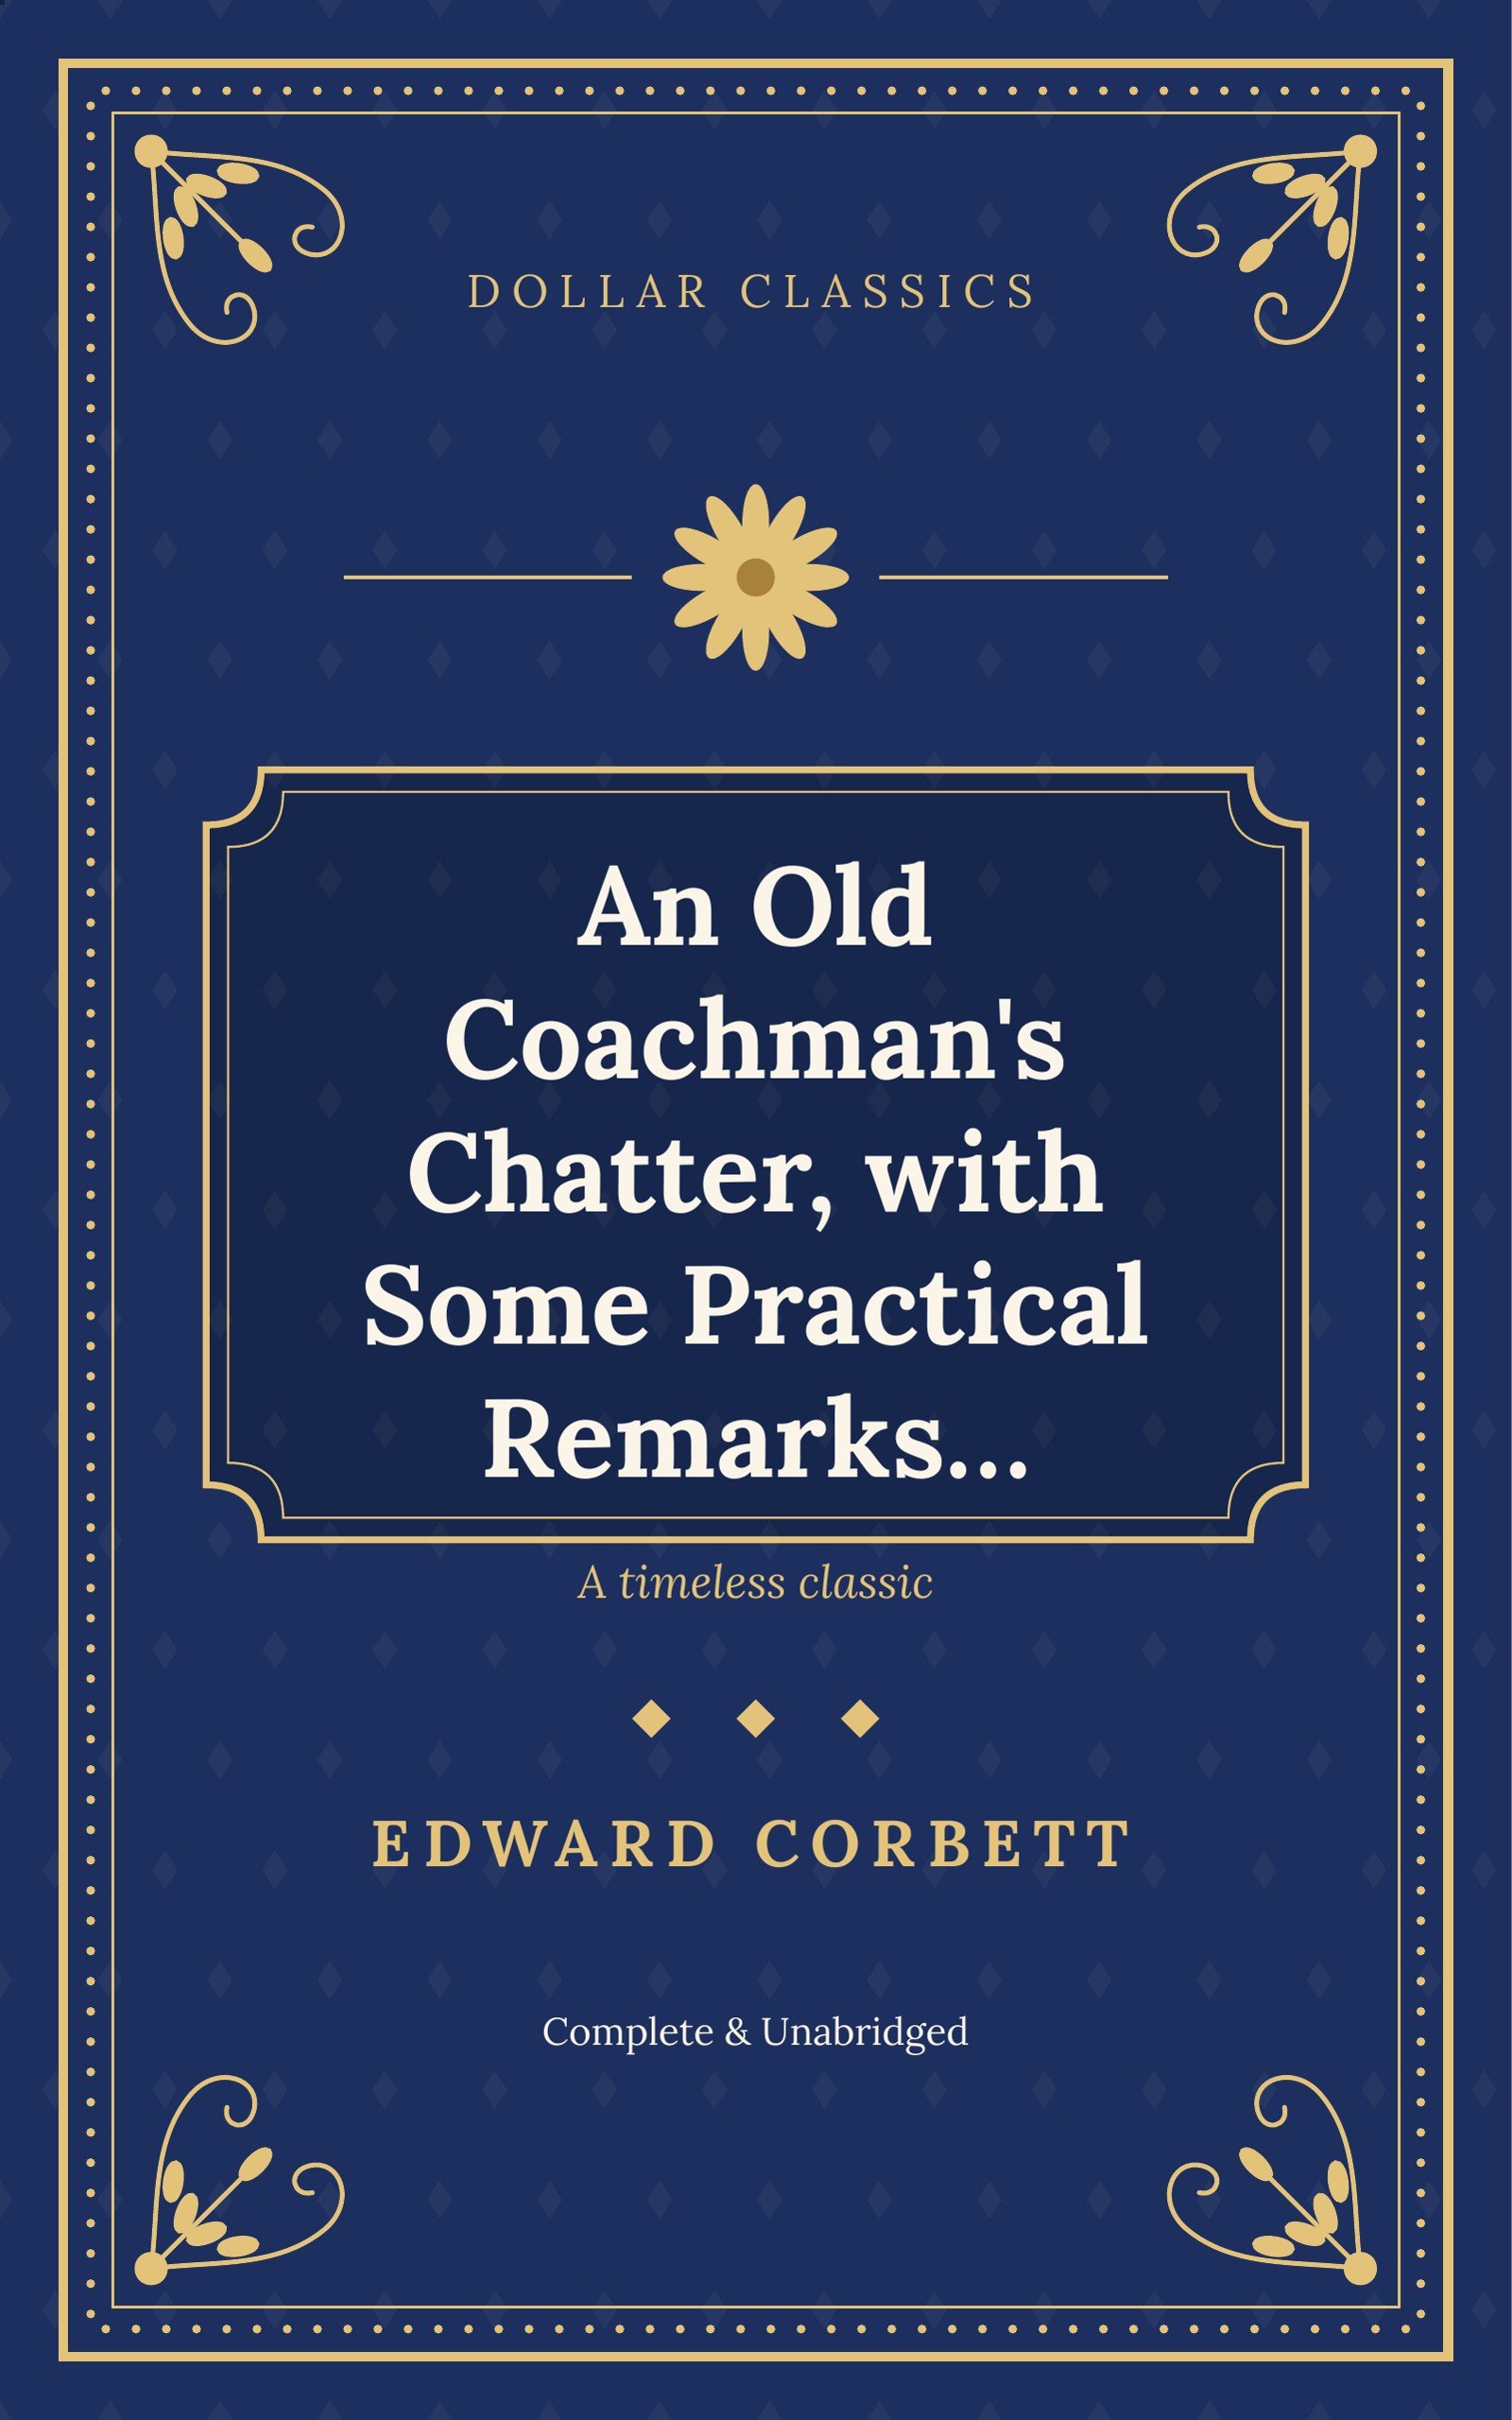 DOLLAR CLASSICS
An Old
Coachman's
Chatter, with
Some Practical
Remarks...
A timeless classic
EDWARD CORBETT
Complete & Unabridged